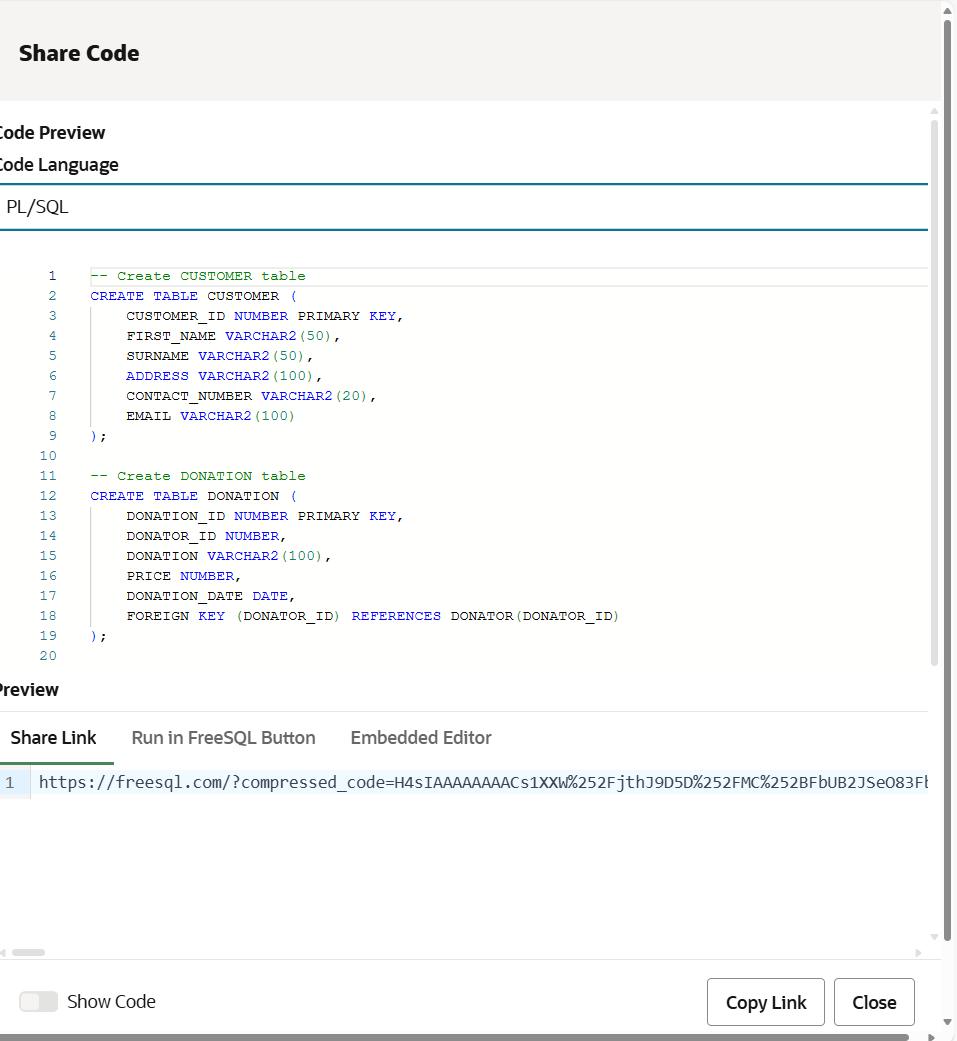 Share Code
Code Preview
Code Language
PL/SQL
1 -- Create CUSTOMER table
2 CREATE TABLE CUSTOMER (
3 CUSTOMER_ID NUMBER PRIMARY KEY,
4 FIRST_NAME VARCHAR2(50),
5 SURNAME VARCHAR2(50),
6 ADDRESS VARCHAR2(100),
7 CONTACT_NUMBER VARCHAR2(20),
8 EMAIL VARCHAR2(100)
9 );
10
11 -- Create DONATION table
12 CREATE TABLE DONATION (
13 DONATION_ID NUMBER PRIMARY KEY,
14 DONATOR_ID NUMBER,
15 DONATION VARCHAR2(100),
16 PRICE NUMBER,
17 DONATION_DATE DATE,
18 FOREIGN KEY (DONATOR_ID) REFERENCES DONATOR(DONATOR_ID)
19 );
20
Preview
Share Link Run in FreeSQL Button Embedded Editor
1 https://freesql.com/?compressed_code=H4sIAAAAAAAACs1XXW%252FjthJ9D5D%252FMC%252BFbUB2JSeO83F
Show Code Copy Link Close